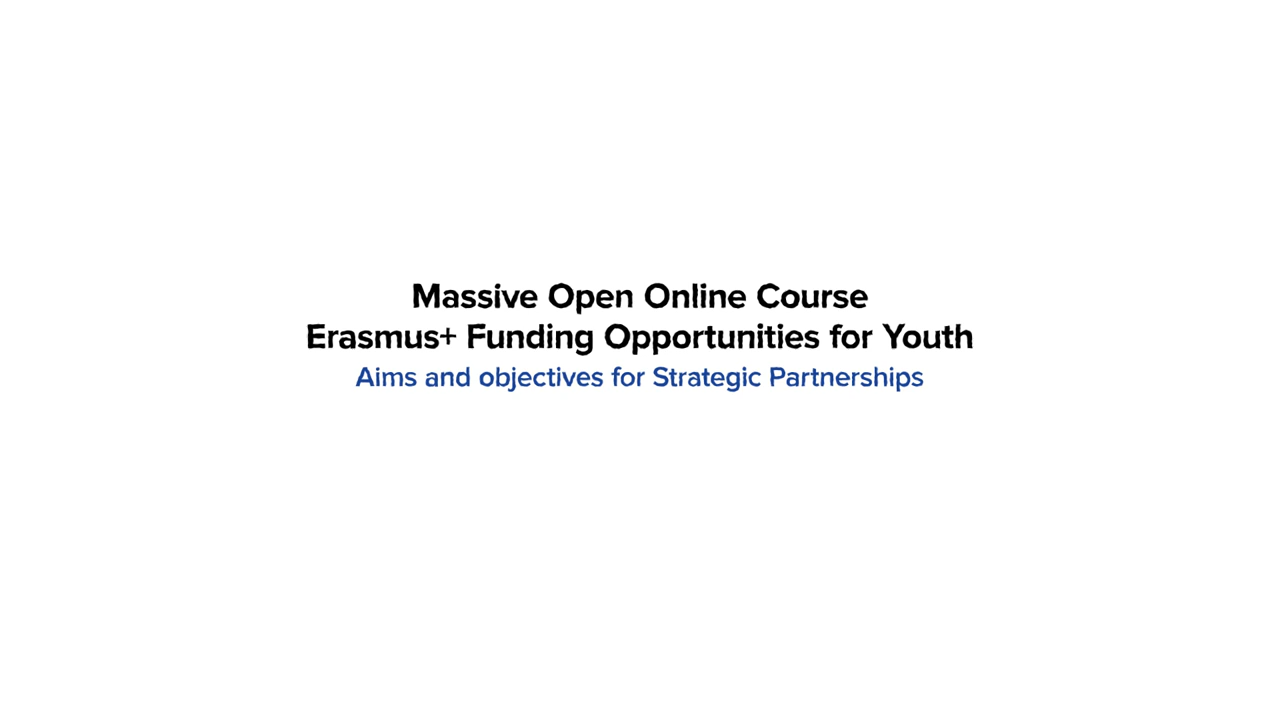 Massive Open Online Course
Erasmus+ Funding Opportunities for Youth
Aims and objectives for Strategic Partnerships